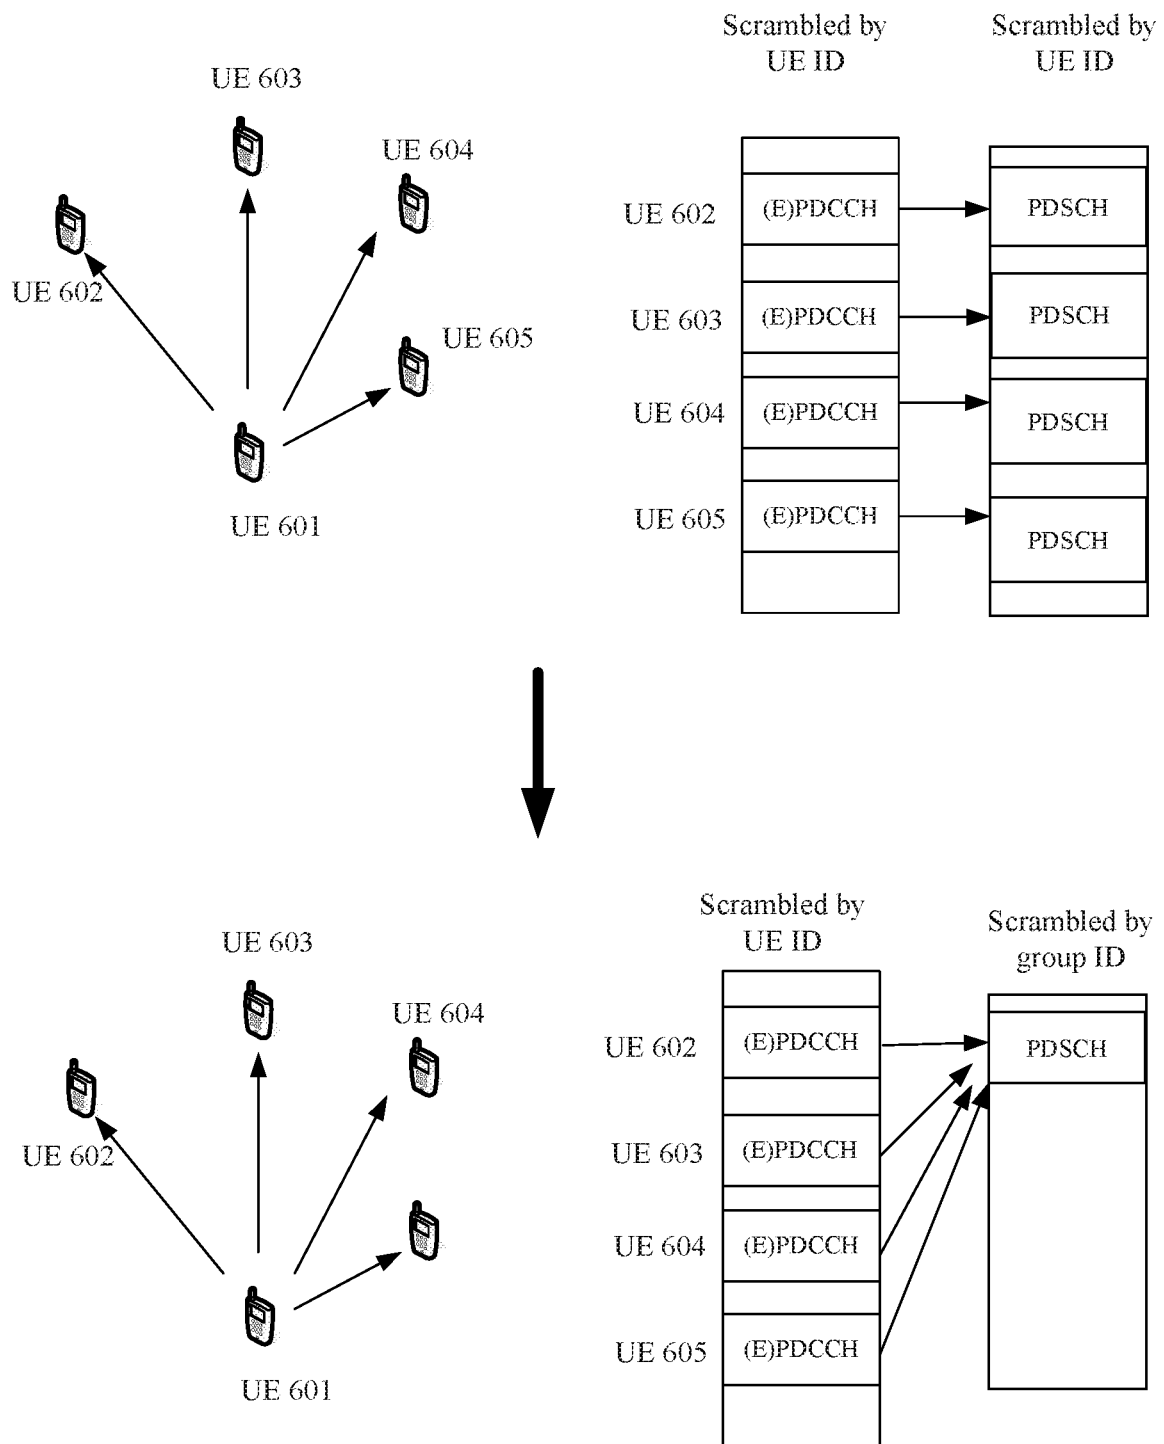 Scrambled by
UE ID
Scrambled by
UE ID
UE 603
UE 604
UE 602
UE 605
UE 601
UE 602
(E)PDCCH
PDSCH
UE 603
(E)PDCCH
PDSCH
UE 604
(E)PDCCH
PDSCH
UE 605
(E)PDCCH
PDSCH
Scrambled by
UE ID
Scrambled by
group ID
UE 603
UE 604
UE 602
UE 601
UE 602
(E)PDCCH
PDSCH
UE 603
(E)PDCCH
UE 604
(E)PDCCH
UE 605
(E)PDCCH